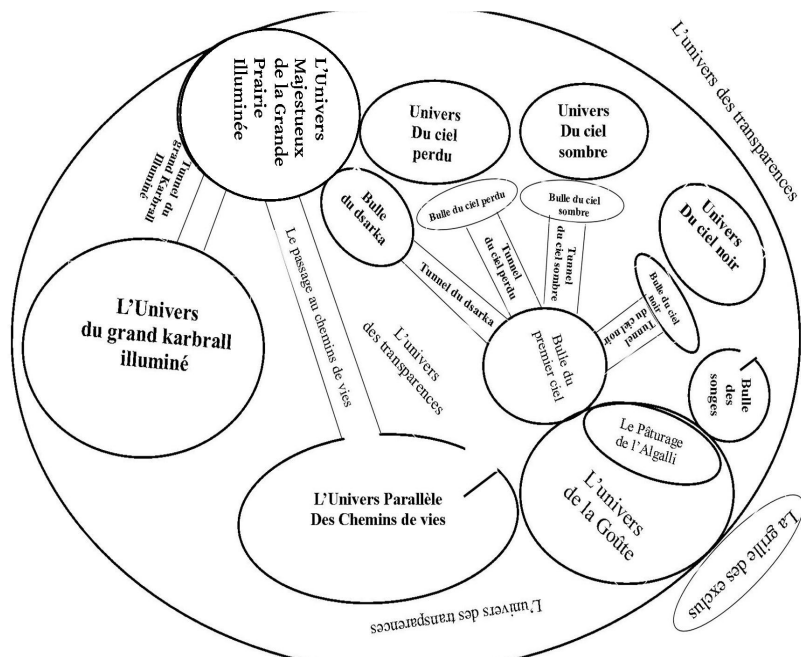 L'Univers
Majestueux
de la Grande
Prairie
Illuminée
Univers
Du ciel
perdu
Univers
Du ciel
sombre
L'univers des transparences
Tunnel du
grand Karbrall
Illuminé
Bulle
du dsarka
Bulle du ciel perdu
Bulle du ciel
sombre
Univers
Du ciel noir
Tunnel
du ciel perdu
Tunnel
du ciel sombre
Bulle du ciel
noir
Tunnel
du ciel noir
Tunnel du dsarka
Le passage au chemins de vies
L'Univers
du grand karbrall
illuminé
L'univers
des transparences
Bulle du
premier ciel
Bulle
des
songes
Le Pâturage
de l'Algalli
L'univers
de la Goûte
L'Univers Parallèle
Des Chemins de vies
La grille des exclus
L'univers des transparences